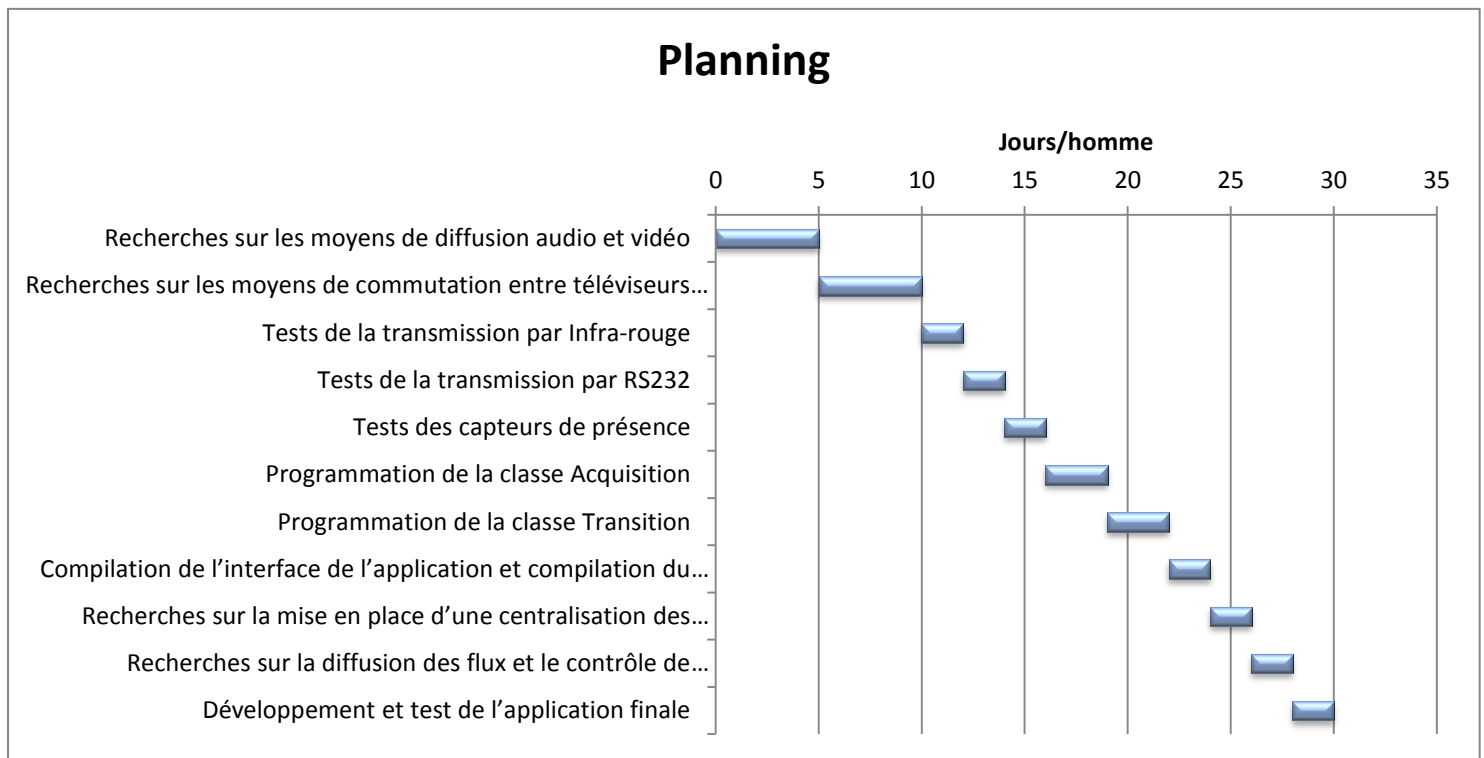 Planning
Jours/homme
0 5 10 15 20 25 30 35
Recherches sur les moyens de diffusion audio et vidéo
Recherches sur les moyens de commutation entre téléviseurs…
Tests de la transmission par Infra-rouge
Tests de la transmission par RS232
Tests des capteurs de présence
Programmation de la classe Acquisition
Programmation de la classe Transition
Compilation de l’interface de l’application et compilation du…
Recherches sur la mise en place d’une centralisation des…
Recherches sur la diffusion des flux et le contrôle de…
Développement et test de l’application finale